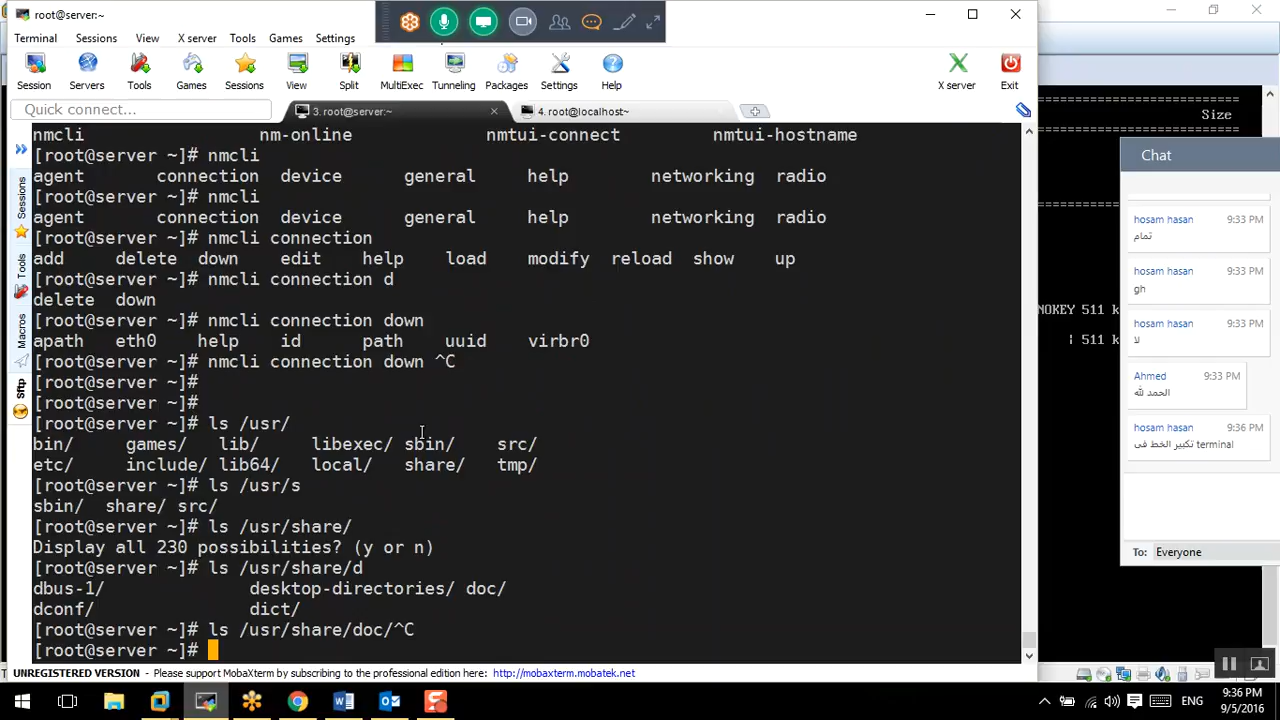 root@server:~
Terminal Sessions View X server Tools Games Settings Help
Session Servers Tools Games Sessions View Split MultiExec Tunneling Packages Settings Help X server Exit
Quick connect...
3. root@server:~
4. root@localhost~
Sessions
Tools
Macros
Sftp
nmcli nm-online nmtui-connect nmtui-hostname
[root@server ~]# nmcli
agent connection device general help networking radio
[root@server ~]# nmcli
agent connection device general help networking radio
[root@server ~]# nmcli connection
add delete down edit help load modify reload show up
[root@server ~]# nmcli connection d
delete down
[root@server ~]# nmcli connection down
apath eth0 help id path uuid virbr0
[root@server ~]# nmcli connection down ^C
[root@server ~]#
[root@server ~]#
[root@server ~]# ls /usr/
bin/ games/ lib/ libexec/ sbin/ src/
etc/ include/ lib64/ local/ share/ tmp/
[root@server ~]# ls /usr/s
sbin/ share/ src/
[root@server ~]# ls /usr/share/
Display all 230 possibilities? (y or n)
[root@server ~]# ls /usr/share/d
dbus-1/ desktop-directories/ doc/
dconf/ dict/
[root@server ~]# ls /usr/share/doc/^C
[root@server ~]#
UNREGISTERED VERSION - Please support MobaXterm by subscribing to the professional edition here: http://mobaxterm.mobatek.net
Size
Chat
hosam hasan 9:33 PM
تمام
hosam hasan 9:33 PM
gh
hosam hasan 9:33 PM
لا
Ahmed 9:33 PM
الحمد لله
hosam hasan 9:36 PM
تكبير الخط فى terminal
To: Everyone
NOKEY 511 k
| 511 k
ENG
9:36 PM
9/5/2016